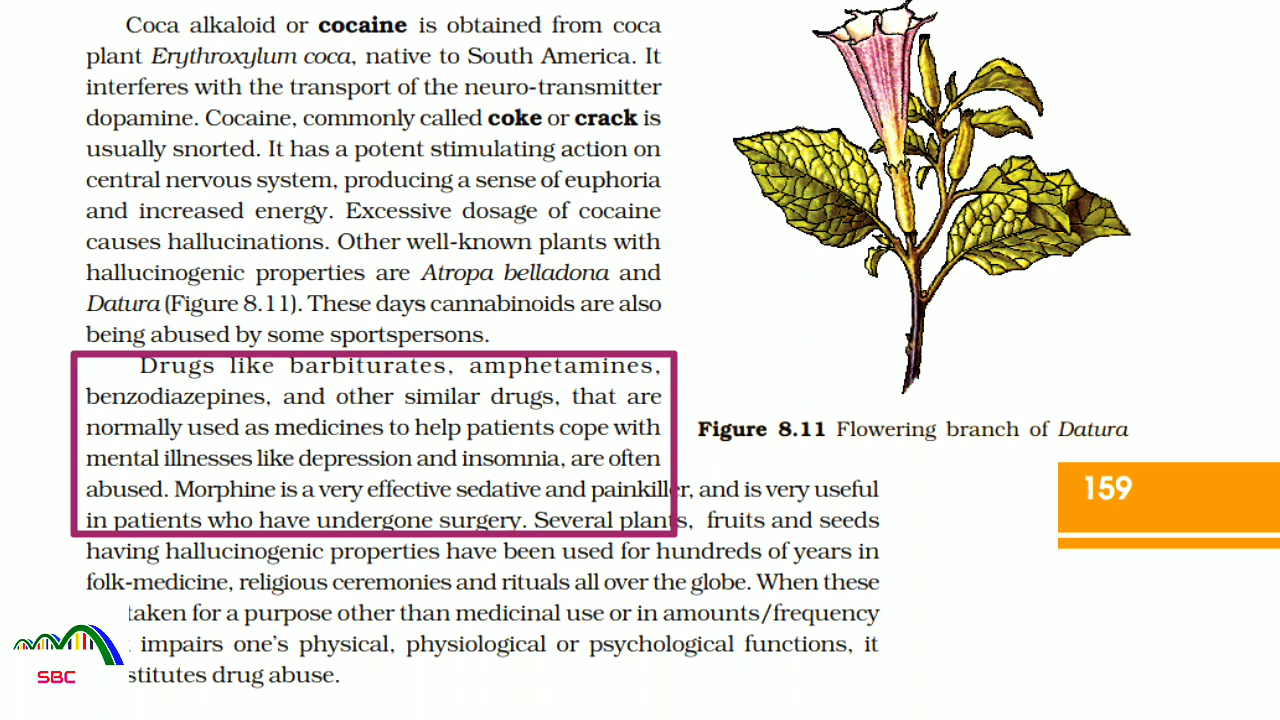 Coca alkaloid or cocaine is obtained from coca
plant Erythroxylum coca, native to South America. It
interferes with the transport of the neuro-transmitter
dopamine. Cocaine, commonly called coke or crack is
usually snorted. It has a potent stimulating action on
central nervous system, producing a sense of euphoria
and increased energy. Excessive dosage of cocaine
causes hallucinations. Other well-known plants with
hallucinogenic properties are Atropa belladona and
Datura (Figure 8.11). These days cannabinoids are also
being abused by some sportspersons.
Drugs like barbiturates, amphetamines,
benzodiazepines, and other similar drugs, that are
normally used as medicines to help patients cope with
mental illnesses like depression and insomnia, are often
abused. Morphine is a very effective sedative and painkiller, and is very useful
in patients who have undergone surgery. Several plants, fruits and seeds
having hallucinogenic properties have been used for hundreds of years in
folk-medicine, religious ceremonies and rituals all over the globe. When these
taken for a purpose other than medicinal use or in amounts/frequency
impairs one's physical, physiological or psychological functions, it
stitutes drug abuse.
Figure 8.11 Flowering branch of Datura
159
SBC